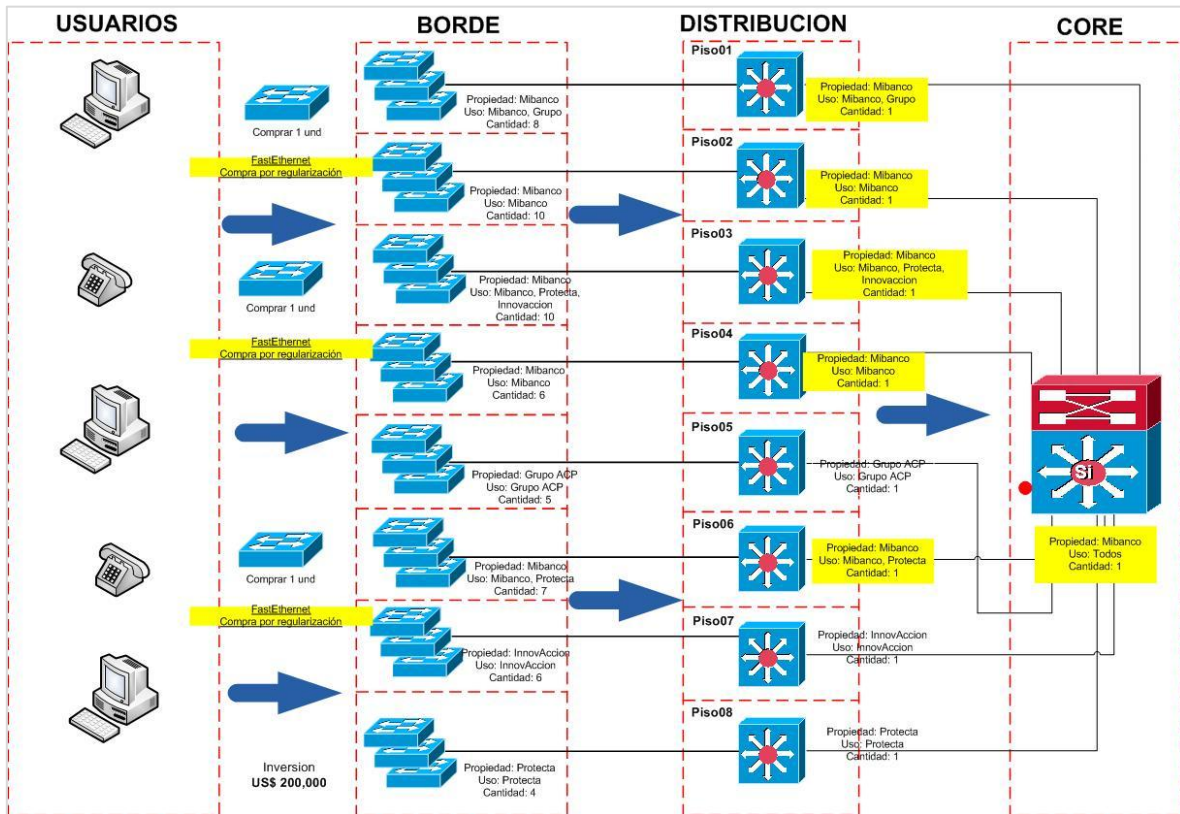 USUARIOS
BORDE
DISTRIBUCION
CORE
Piso01
Comprar 1 und
Propiedad: Mibanco
Uso: Mibanco, Grupo
Cantidad: 8
Propiedad: Mibanco
Uso: Mibanco, Grupo
Cantidad: 1
FastEthernet
Compra por regularización
Piso02
Propiedad: Mibanco
Uso: Mibanco
Cantidad: 10
Propiedad: Mibanco
Uso: Mibanco
Cantidad: 1
Comprar 1 und
Piso03
Propiedad: Mibanco
Uso: Mibanco, Protecta,
Innovaccion
Cantidad: 10
Propiedad: Mibanco
Uso: Mibanco, Protecta,
Innovaccion
Cantidad: 1
FastEthernet
Compra por regularización
Piso04
Propiedad: Mibanco
Uso: Mibanco
Cantidad: 6
Propiedad: Mibanco
Uso: Mibanco
Cantidad: 1
Piso05
Propiedad: Grupo ACP
Uso: Grupo ACP
Cantidad: 5
Propiedad: Grupo ACP
Uso: Grupo ACP
Cantidad: 1
Si
Comprar 1 und
Piso06
Propiedad: Mibanco
Uso: Mibanco, Protecta
Cantidad: 7
Propiedad: Mibanco
Uso: Mibanco, Protecta
Cantidad: 1
Propiedad: Mibanco
Uso: Todos
Cantidad: 1
FastEthernet
Compra por regularización
Piso07
Propiedad: InnovAccion
Uso: InnovAccion
Cantidad: 6
Propiedad: InnovAccion
Uso: InnovAccion
Cantidad: 1
Piso08
Propiedad: Protecta
Uso: Protecta
Cantidad: 4
Propiedad: Protecta
Uso: Protecta
Cantidad: 1
Inversion
US$ 200,000